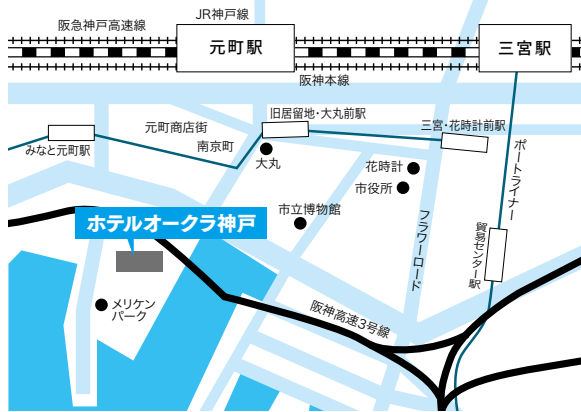 JR神戸線
阪急神戸高速線
元町駅
三宮駅
阪神本線
旧居留地・大丸前駅
元町商店街
三宮・花時計前駅
みなと元町駅
南京町
大丸
花時計
市役所
ポートライナー
市立博物館
ホテルオークラ神戸
フラワーロード
貿易センター駅
メリケン
パーク
阪神高速3号線